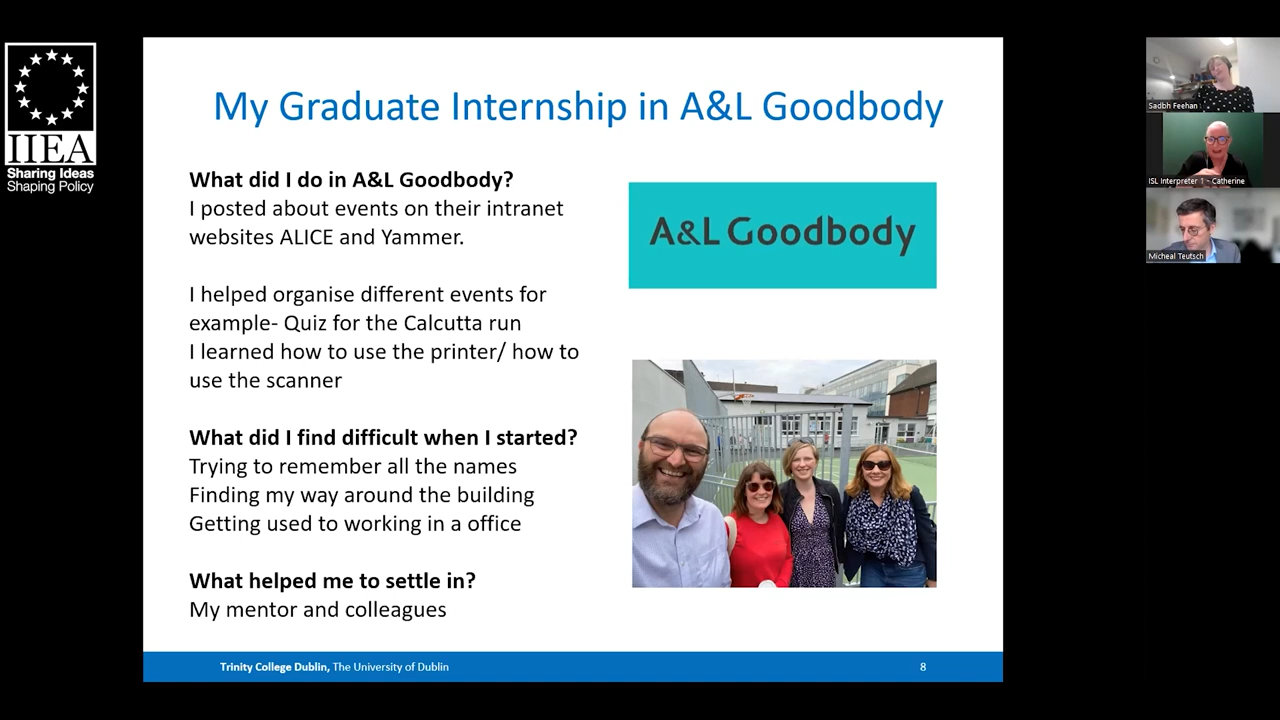 IIEA
Sharing Ideas
Shaping Policy
My Graduate Internship in A&L Goodbody
What did I do in A&L Goodbody?
I posted about events on their intranet
websites ALICE and Yammer.
I helped organise different events for
example- Quiz for the Calcutta run
I learned how to use the printer/ how to
use the scanner
What did I find difficult when I started?
Trying to remember all the names
Finding my way around the building
Getting used to working in a office
What helped me to settle in?
My mentor and colleagues
A&L Goodbody
Trinity College Dublin, The University of Dublin
8
Sadbh Feehan
ISL Interpreter 1 - Catherine
Micheal Teutsch